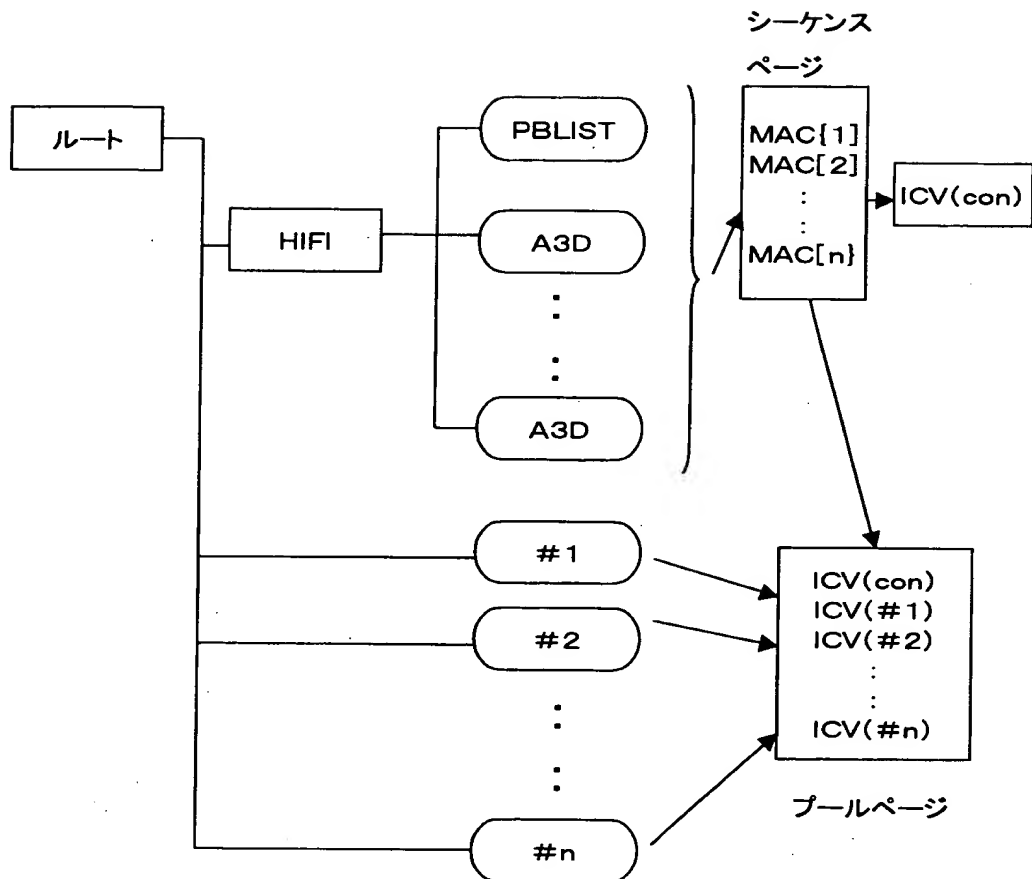 シーケンス
ページ
ルート
HIFI
PBLIST
A3D
A3D
MAC{1]
MAC[2]
MAC[n}
ICV(con)
#1
#2
#n
ICV(con)
ICV(#1)
ICV(#2)
ICV(#n)
プールページ